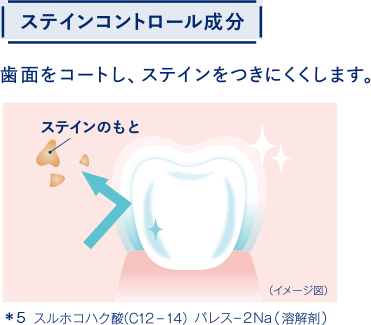 ステインコントロール成分
歯面をコートし、ステインをつきにくくします。
ステインのもと
（イメージ図）
＊5 スルホコハク酸(C12−14) パレス−2Na（溶解剤）